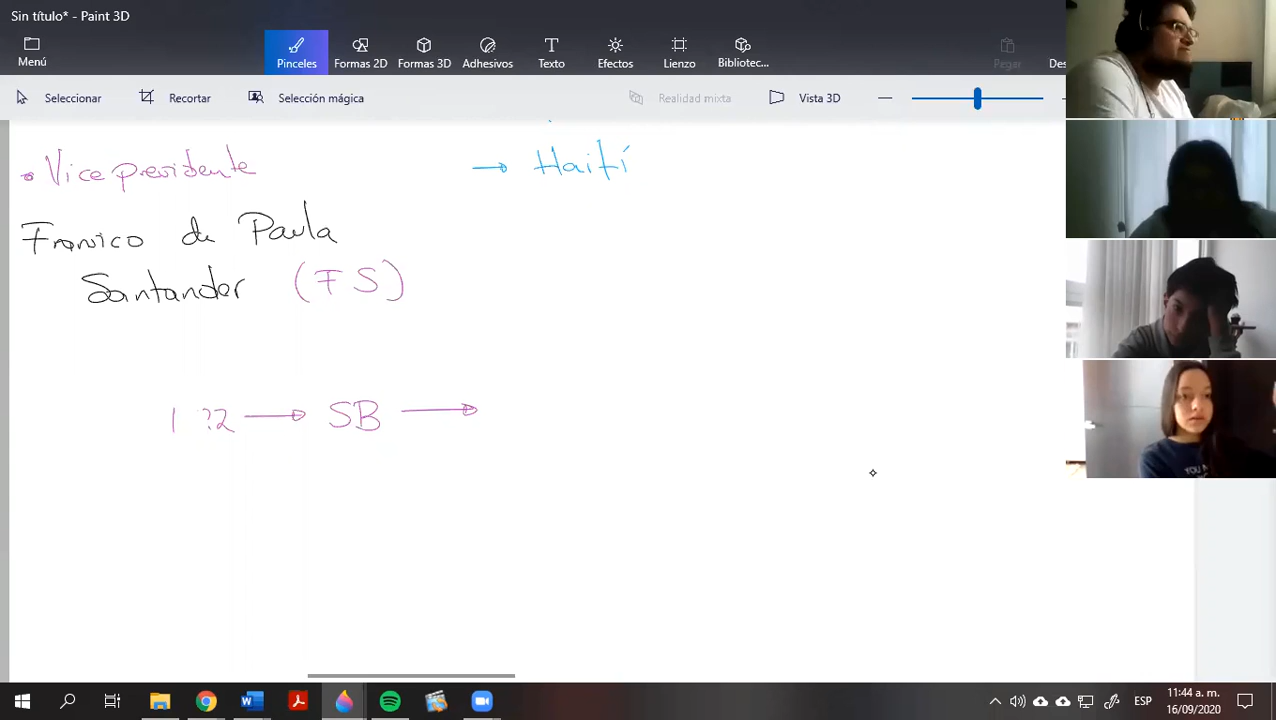 Sin título* - Paint 3D
Menú
Pinceles
Formas 2D
Formas 3D
Adhesivos
Texto
Efectos
Lienzo
Bibliotec...
Pegar
Des
Seleccionar
Recortar
Selección mágica
Realidad mixta
Vista 3D
• Vicepresidente
→ Haití
de Paula
Santander (FS)
→ SB →
ESP
11:44 a. m.
16/09/2020